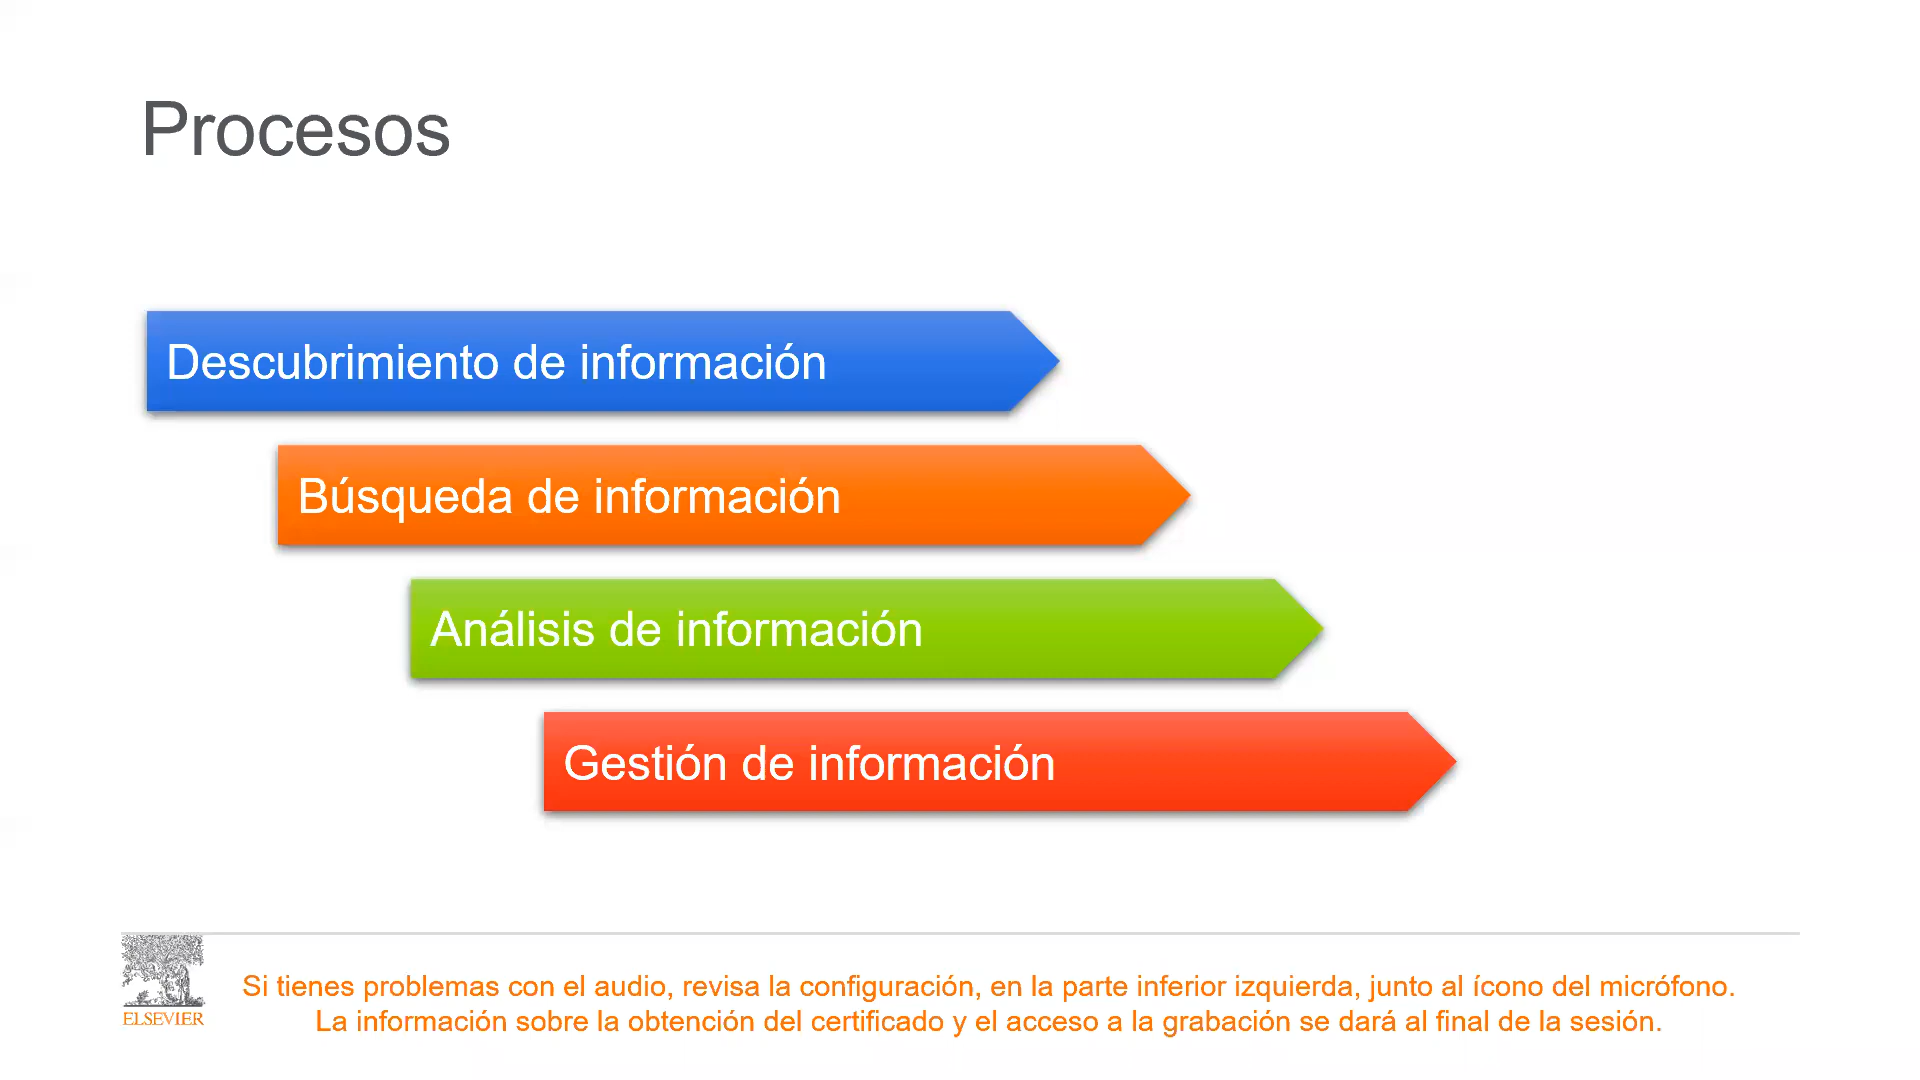 Procesos
Descubrimiento de información
Búsqueda de información
Análisis de información
Gestión de información
ELSEVIER
Si tienes problemas con el audio, revisa la configuración, en la parte inferior izquierda, junto al ícono del micrófono.
La información sobre la obtención del certificado y el acceso a la grabación se dará al final de la sesión.